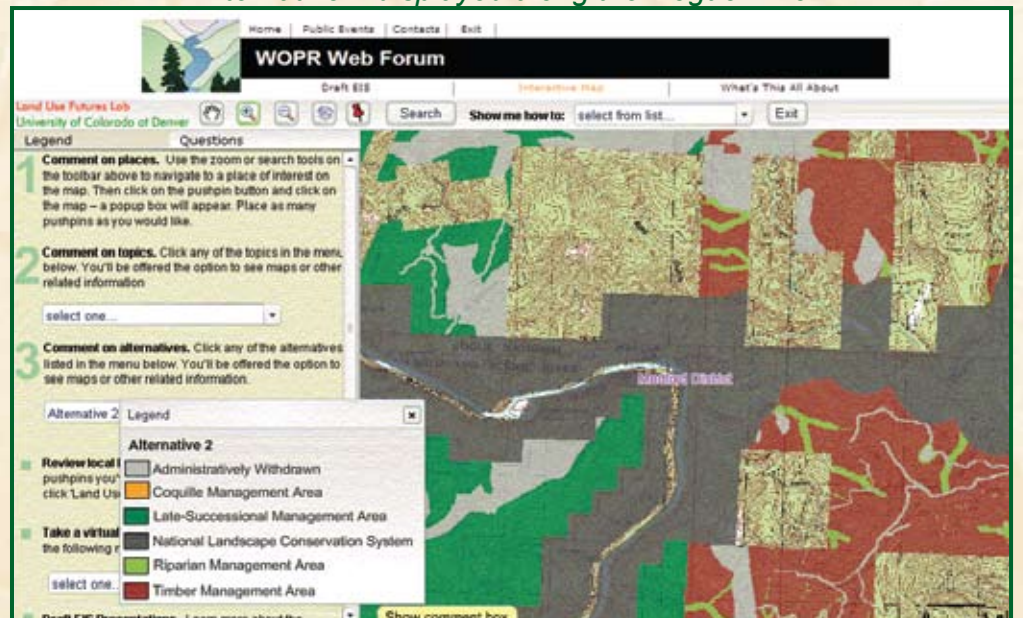 Home | Public Events | Contacts | Exit |
WOPR Web Forum
Draft EIS | Interactive Map | What's This All About
Land Use Futures Lab
University of Colorado at Denver
Search
Show me how to:
select from list...
Exit
Legend
Questions
1
Comment on places. Use the zoom or search tools on
the toolbar above to navigate to a place of interest on
the map. Then click on the pushpin button and click on
the map – a popup box will appear. Place as many
pushpins as you would like.
2
Comment on topics. Click any of the topics in the menu
below. You'll be offered the option to see maps or other
related information
select one...
3
Comment on alternatives. Click any of the alternatives
listed in the menu below. You'll be offered the option to
see maps or other related information.
Alternative 2
Review local
pushpins you'
click 'Land Us
Take a virtual
the following
select one..
Legend
Alternative 2
Administratively Withdrawn
Coquille Management Area
Late-Successional Management Area
National Landscape Conservation System
Riparian Management Area
Timber Management Area
Medford District
Show comment box